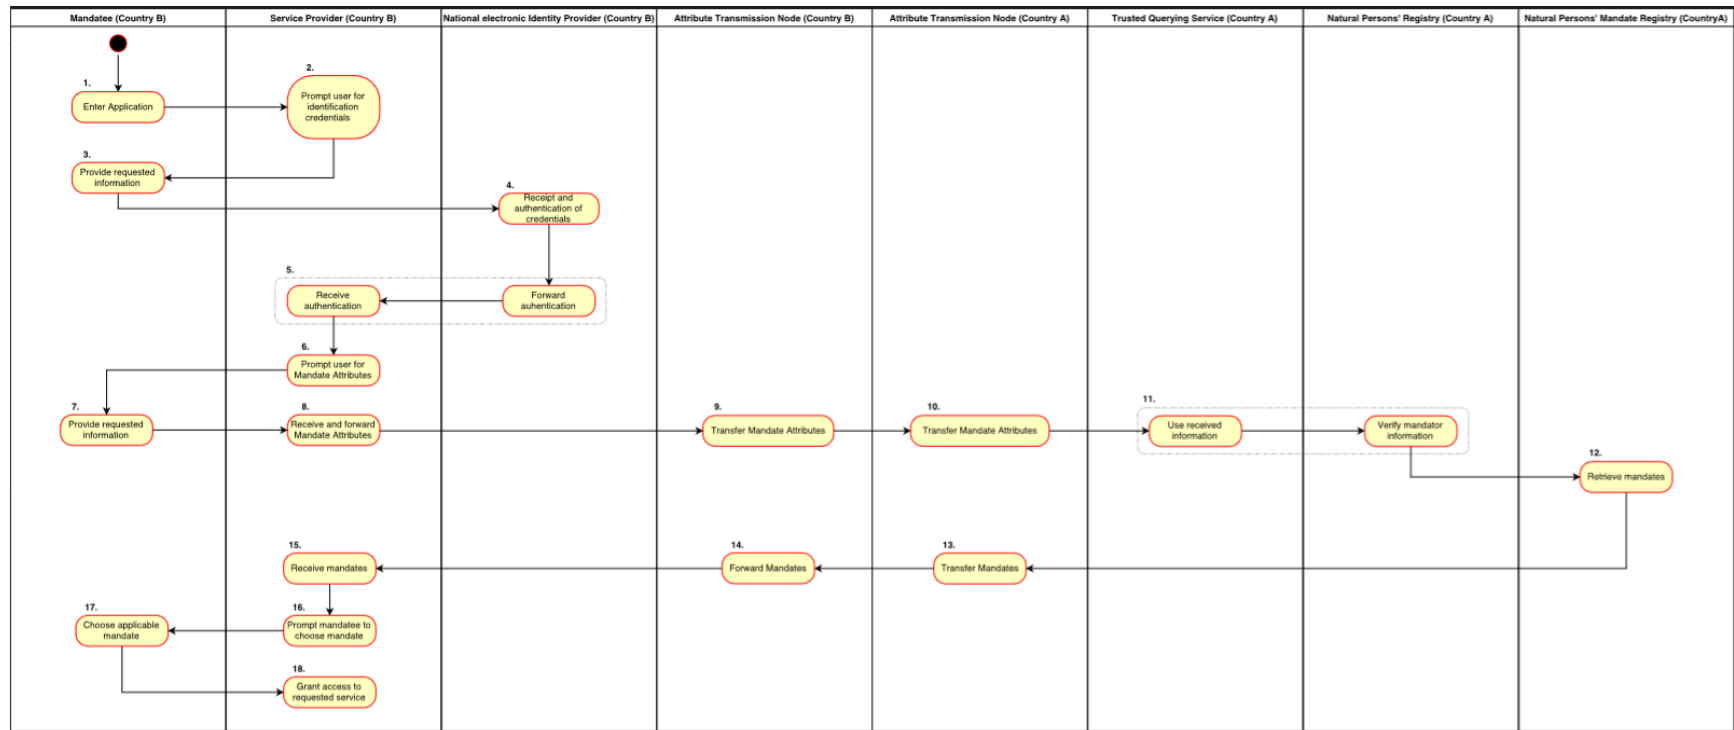 Mandatee (Country B)
Service Provider (Country B)
National electronic Identity Provider (Country B)
Attribute Transmission Node (Country B)
Attribute Transmission Node (Country A)
Trusted Querying Service (Country A)
Natural Persons' Registry (Country A)
Natural Persons' Mandate Registry (CountryA)
1.
Enter Application
2.
Prompt user for
identification
credentials
3.
Provide requested
information
4.
Receipt and
authentication of
credentials
5.
Receive
authentication
Forward
auhentication
6.
Prompt user for
Mandate Attributes
7.
Provide requested
information
8.
Receive and forward
Mandate Attributes
9.
Transfer Mandate Attributes
10.
Transfer Mandate Attributes
11.
Use received
information
Verify mandator
information
12.
Retrieve mandates
15.
Receive mandates
14.
Forward Mandates
13.
Transfer Mandates
17.
Choose applicable
mandate
16.
Prompt mandatee to
choose mandate
18.
Grant access to
requested service